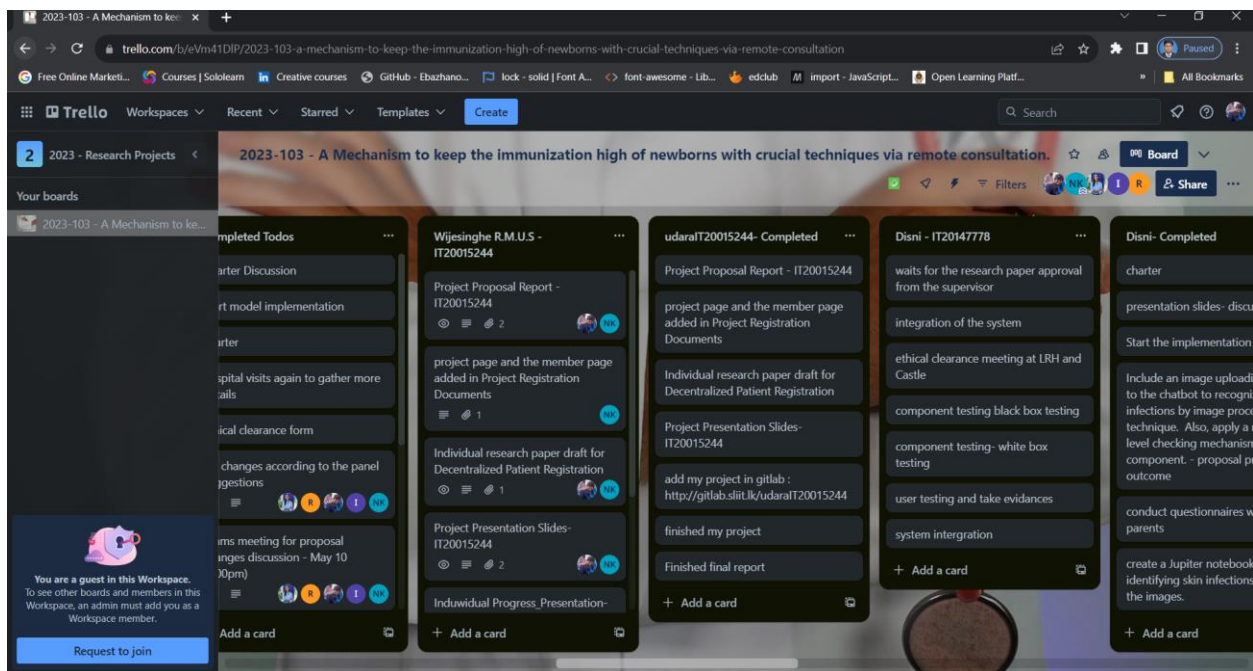 2023-103 - A Mechanism to kee
trello.com/b/eVm41DlP/2023-103-a-mechanism-to-keep-the-immunization-high-of-newborns-with-crucial-techniques-via-remote-consultation
Paused
Free Online Marketi...
Courses | Sololearn
Creative courses
GitHub - Ebazhano...
lock - solid | Font A...
font-awesome - Lib...
edclub
import - JavaScript...
Open Learning Platf...
»
All Bookmarks
Trello
Workspaces
Recent
Starred
Templates
Create
Search
2
2023 - Research Projects
2023-103 - A Mechanism to keep the immunization high of newborns with crucial techniques via remote consultation.
Board
Filters
NK
I
R
Share
Your boards
2023-103 - A Mechanism to ke...
You are a guest in this Workspace.
To see other boards and members in this
Workspace, an admin must add you as a
Workspace member.
Request to join
mpleted Todos
arter Discussion
rt model implementation
arter
spital visits again to gather more
ails
ical clearance form
changes according to the panel
ggestions
R
I
NK
ms meeting for proposal
anges discussion - May 10
00pm)
R
I
NK
Add a card
Wijesinghe R.M.U.S -
IT20015244
Project Proposal Report -
IT20015244
2
NK
project page and the member page
added in Project Registration
Documents
1
NK
Individual research paper draft for
Decentralized Patient Registration
1
NK
Project Presentation Slides-
IT20015244
2
NK
Induwidual Progress_Presentation-
+ Add a card
udaraIT20015244- Completed
Project Proposal Report - IT20015244
project page and the member page
added in Project Registration
Documents
Individual research paper draft for
Decentralized Patient Registration
Project Presentation Slides-
IT20015244
add my project in gitlab :
http://gitlab.sliit.lk/udaraIT20015244
finished my project
Finished final report
+ Add a card
Disni - IT20147778
waits for the research paper approval
from the supervisor
integration of the system
ethical clearance meeting at LRH and
Castle
component testing black box testing
component testing- white box
testing
user testing and take evidances
system intergration
+ Add a card
Disni- Completed
charter
presentation slides- discu
Start the implementation
Include an image uploadi
to the chatbot to recogni
infections by image proce
technique. Also, apply a
level checking mechanism
component. - proposal pr
outcome
conduct questionnaires w
parents
create a Jupiter notebook
identifying skin infections
the images.
+ Add a card